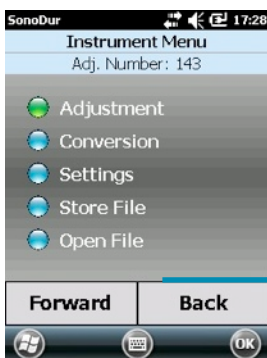 SonoDur 17:28
Instrument Menu
Adj. Number: 143
Adjustment
Conversion
Settings
Store File
Open File
Forward Back
OK